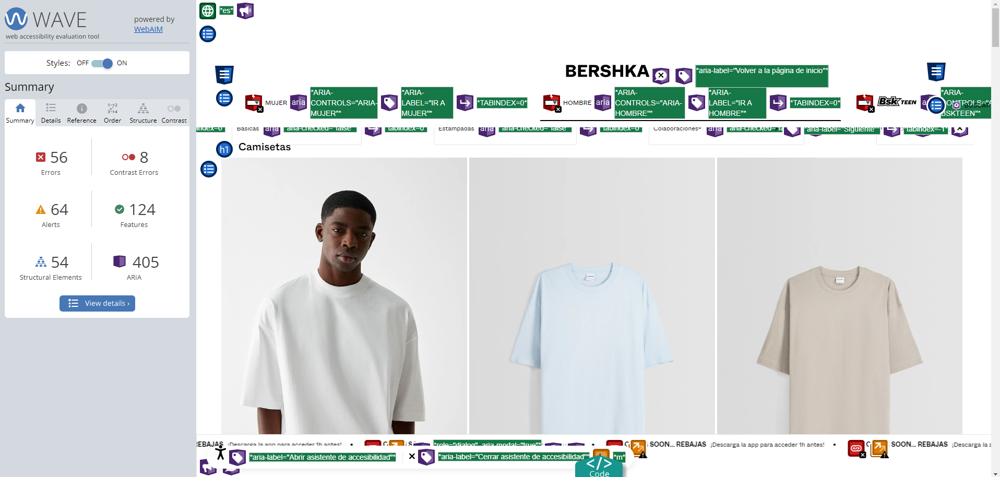 WAVE
web accessibility evaluation tool
powered by
WebAIM
Styles: OFF ON
Summary
Summary Details Reference Order Structure Contrast
56
Errors
8
Contrast Errors
64
Alerts
124
Features
54
Structural Elements
405
ARIA
View details ›
*es*
BERSHKA
*aria-label="Volver a la página de inicio"*
MUJER
aria
*ARIA-
CONTROLS="ARIA-
MUJER"*
*ARIA-
LABEL="IR A
MUJER"*
*TABINDEX=0*
HOMBRE
aria
*ARIA-
CONTROLS="ARIA-
HOMBRE"*
*ARIA-
LABEL="IR A
HOMBRE"*
*TABINDEX=0*
Bsk TEEN
*ARIA-
BSKTEEN"*
tabindex=0
Básicas
aria
aria-checked="false"
tabindex=0
Estampadas
aria
aria-checked="false"
tabindex=0
Colaboraciones®
aria
aria-checked=
*aria-label="Siguiente"*
tabindex=-1
h1 Camisetas
REBAJAS ¡Descarga la app para acceder 1h antes! •
*role="dialog", aria-modal="true"*
SOON... REBAJAS ¡Descarga la app para acceder 1h antes! •
SOON... REBAJAS ¡Descarga la a
*aria-label="Abrir asistente de accesibilidad"*
*aria-label="Cerrar asistente de accesibilidad"*
*m*
</> Code